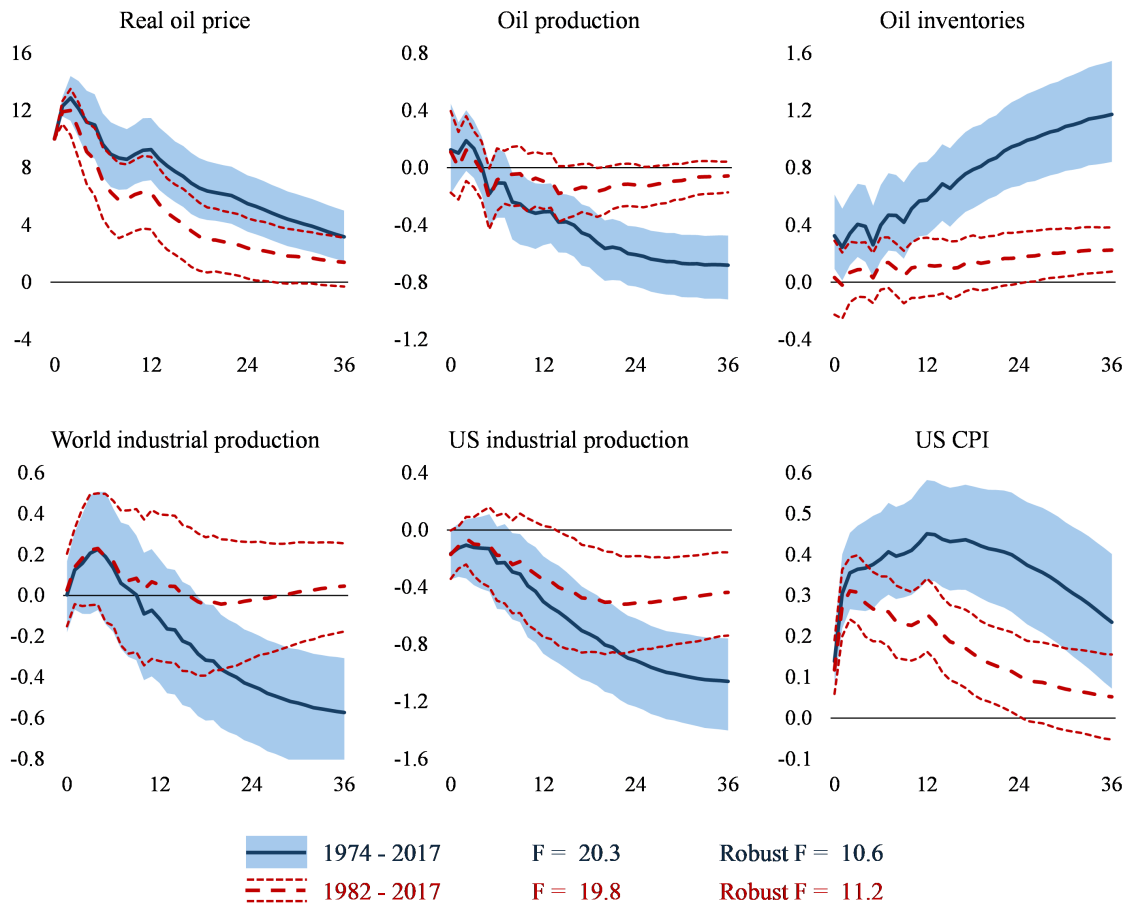 Real oil price
Oil production
Oil inventories
16
12
8
4
0
-4
0 12 24 36
0.8
0.4
0.0
-0.4
-0.8
-1.2
0 12 24 36
1.6
1.2
0.8
0.4
0.0
-0.4
0 12 24 36
World industrial production
US industrial production
US CPI
0.6
0.4
0.2
0.0
-0.2
-0.4
-0.6
-0.8
0 12 24 36
0.4
0.0
-0.4
-0.8
-1.2
-1.6
0 12 24 36
0.6
0.5
0.4
0.3
0.2
0.1
0.0
-0.1
0 12 24 36
1974 - 2017 F = 20.3 Robust F = 10.6
1982 - 2017 F = 19.8 Robust F = 11.2